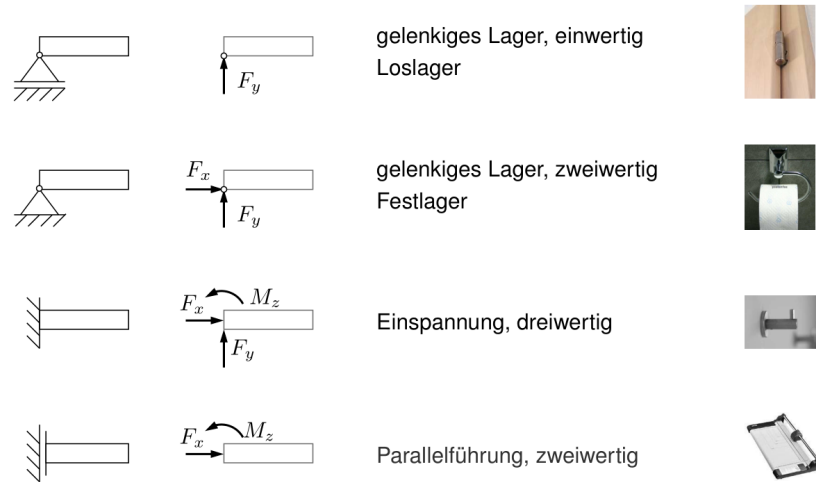 gelenkiges Lager, einwertig
Loslager
F_y
gelenkiges Lager, zweiwertig
Festlager
F_x
F_y
Einspannung, dreiwertig
F_x
M_z
F_y
Parallelführung, zweiwertig
F_x
M_z